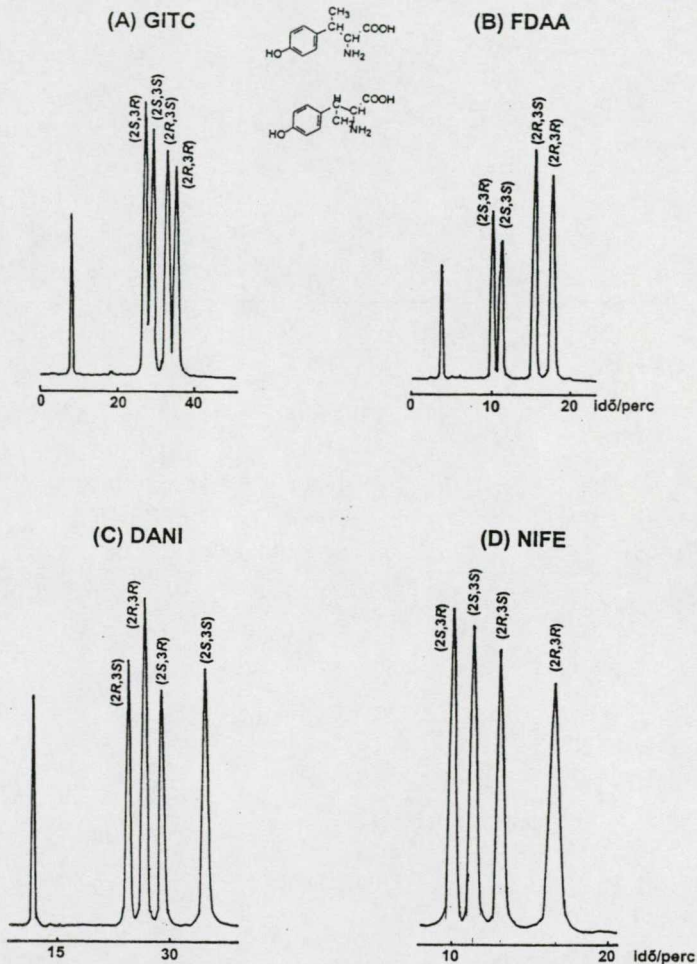 (A) GITC
(B) FDAA
CH₃
CH
COOH
CH
HO
NH₂
H
C
COOH
CH
HO
CH₃
NH₂
(2S,3R)
(2S,3S)
(2R,3S)
(2R,3R)
(2S,3R)
(2S,3S)
(2R,3S)
(2R,3R)
0 20 40
0 10 20 idő/perc
(C) DANI
(D) NIFE
(2R,3S)
(2R,3R)
(2S,3R)
(2S,3S)
(2S,3R)
(2S,3S)
(2R,3S)
(2R,3R)
15 30
10 20 idő/perc